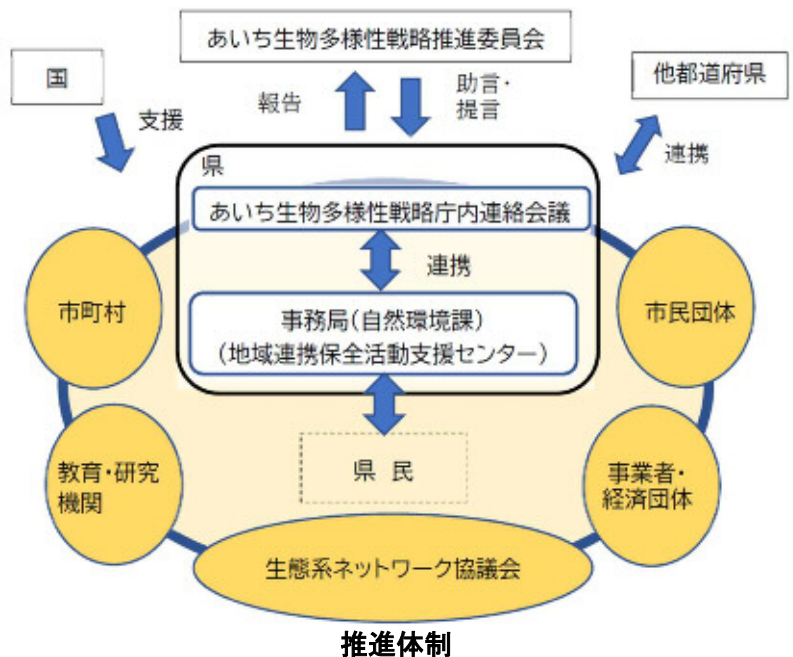 あいち生物多様性戦略推進委員会
国
他都道府県
支援
報告
助言・
提言
連携
県
あいち生物多様性戦略庁内連絡会議
連携
事務局(自然環境課)
(地域連携保全活動支援センター)
市町村
市民団体
県 民
教育・研究
機関
事業者・
経済団体
生態系ネットワーク協議会
推進体制